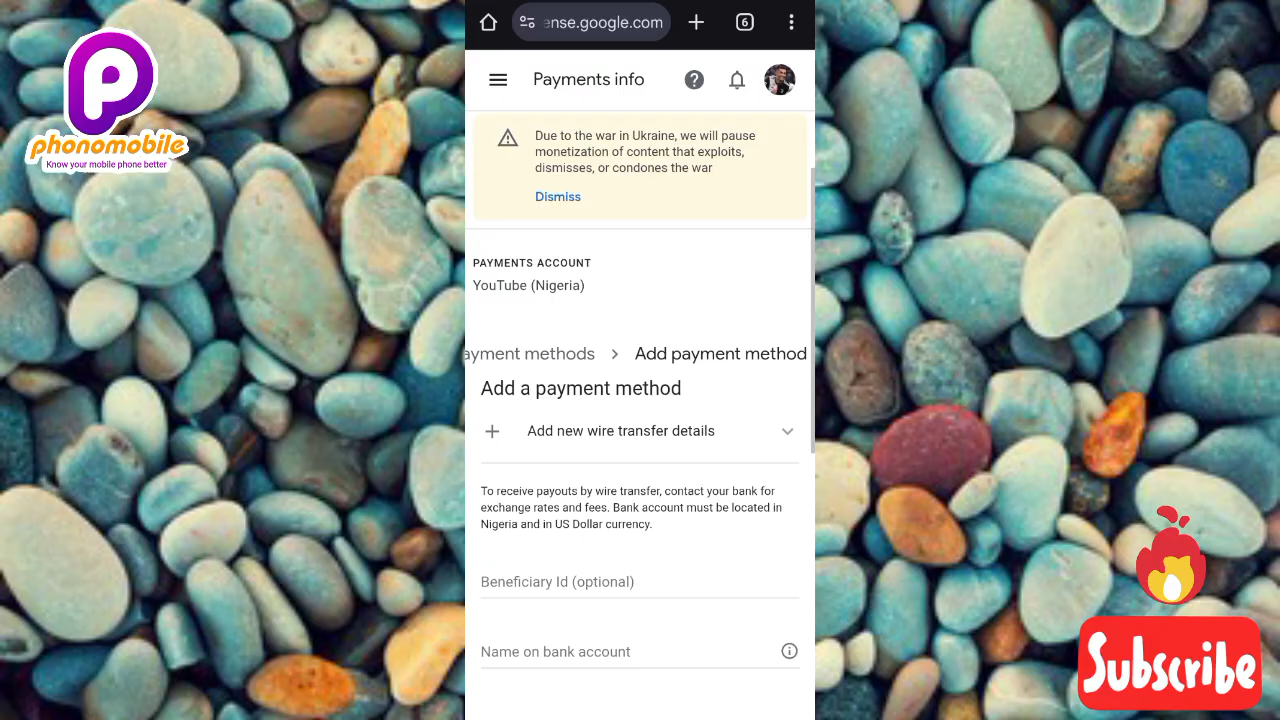 phonomobile
Know your mobile phone better
ense.google.com
6
Payments info
Due to the war in Ukraine, we will pause
monetization of content that exploits,
dismisses, or condones the war
Dismiss
PAYMENTS ACCOUNT
YouTube (Nigeria)
ayment methods > Add payment method
Add a payment method
+ Add new wire transfer details
To receive payouts by wire transfer, contact your bank for
exchange rates and fees. Bank account must be located in
Nigeria and in US Dollar currency.
Beneficiary Id (optional)
Name on bank account
Subscribe